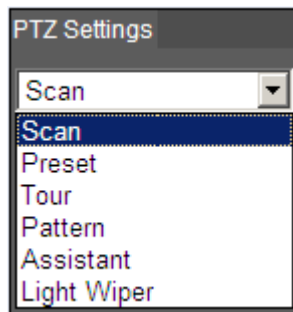 PTZ Settings
Scan
Scan
Preset
Tour
Pattern
Assistant
Light Wiper